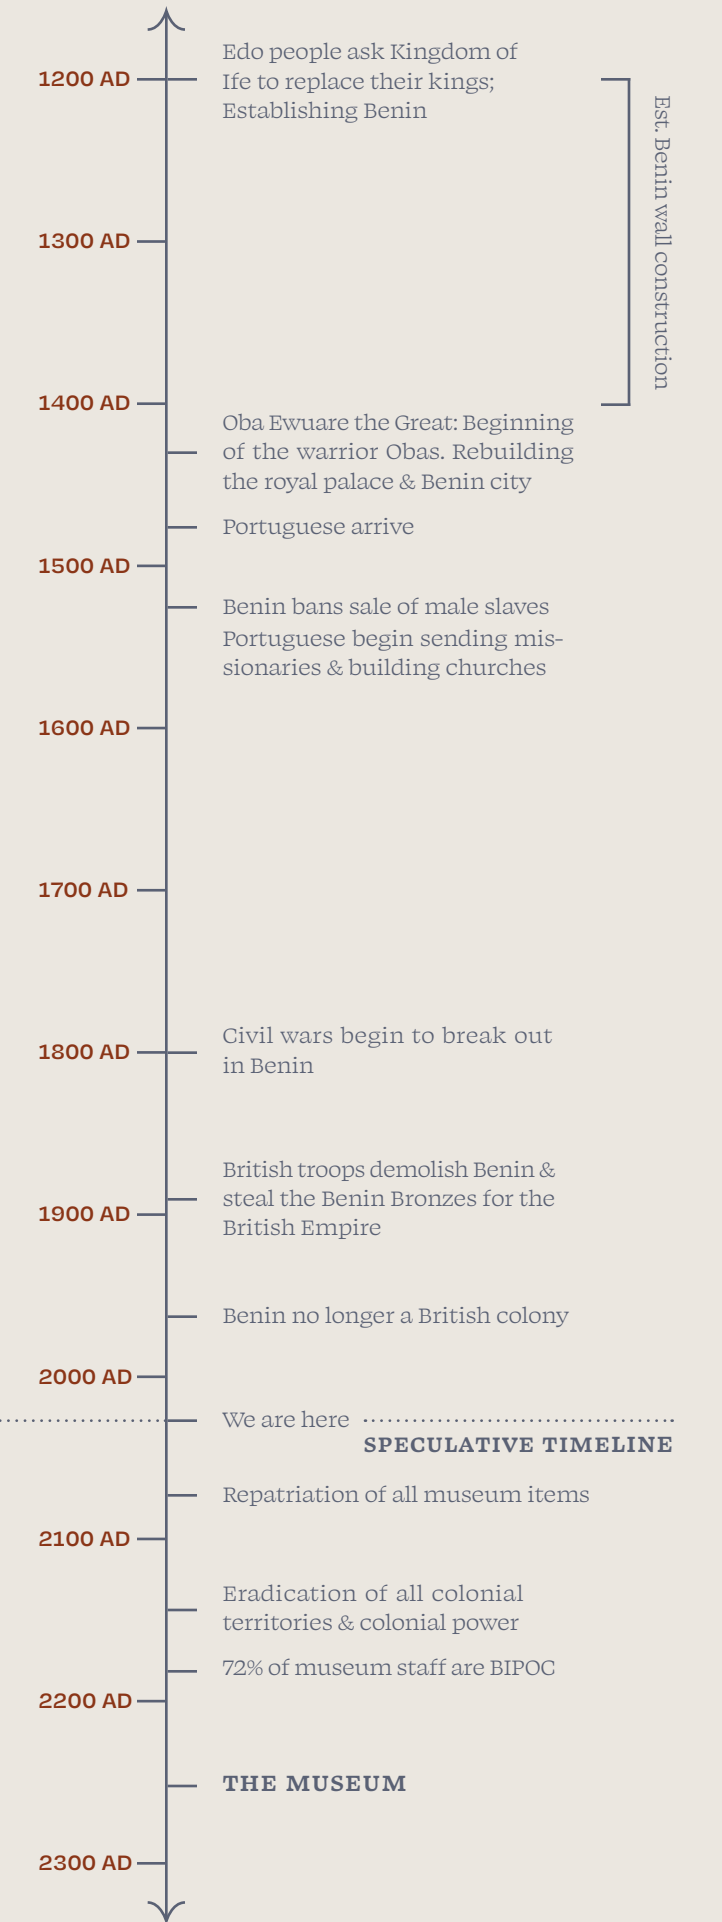 Edo people ask Kingdom of
1200 AD
Ife to replace their kings;
Establishing Benin
Est. Benin wall construction
1300 AD
1400 AD
Oba Ewuare the Great: Beginning
of the warrior Obas. Rebuilding
the royal palace & Benin city
Portuguese arrive
1500 AD
Benin bans sale of male slaves
Portuguese begin sending mis-
sionaries & building churches
1600 AD
1700 AD
Civil wars begin to break out
1800 AD
in Benin
British troops demolish Benin &
steal the Benin Bronzes for the
1900 AD
British Empire
Benin no longer a British colony
2000 AD
We are here
SPECULATIVE TIMELINE
Repatriation of all museum items
2100 AD
Eradication of all colonial
territories & colonial power
72% of museum staff are BIPOC
2200 AD
THE MUSEUM
2300 AD